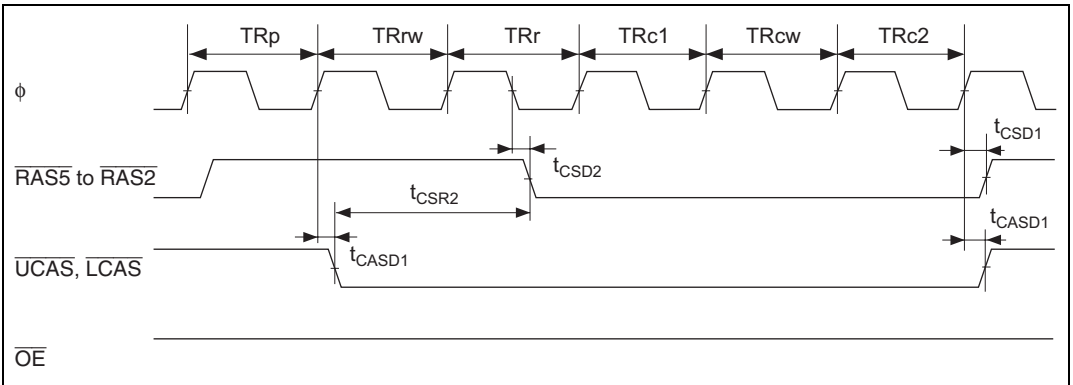 TRp TRrw TRr TRc1 TRcw TRc2
φ
tCSD1
RAS5 to RAS2
tCSD2
tCSR2
tCASD1
tCASD1
UCAS, LCAS
OE